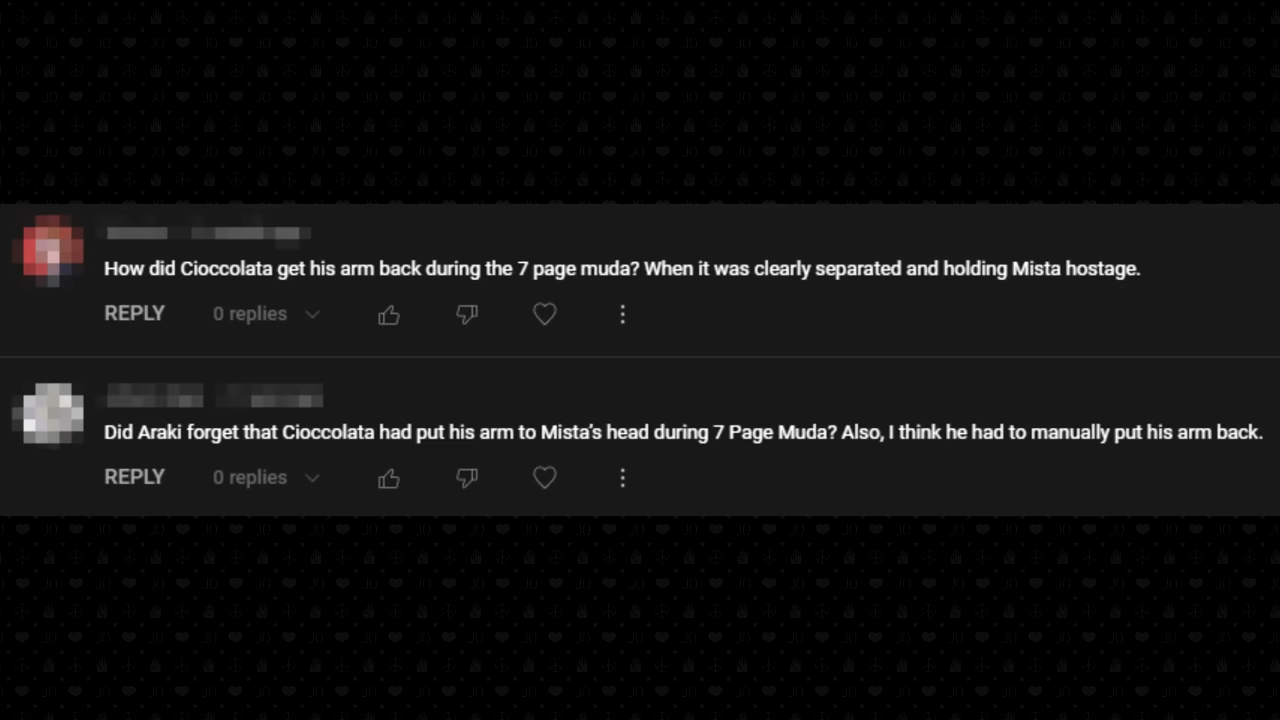 How did Cioccolata get his arm back during the 7 page muda? When it was clearly separated and holding Mista hostage.
REPLY 0 replies
Did Araki forget that Cioccolata had put his arm to Mista's head during 7 Page Muda? Also, I think he had to manually put his arm back.
REPLY 0 replies